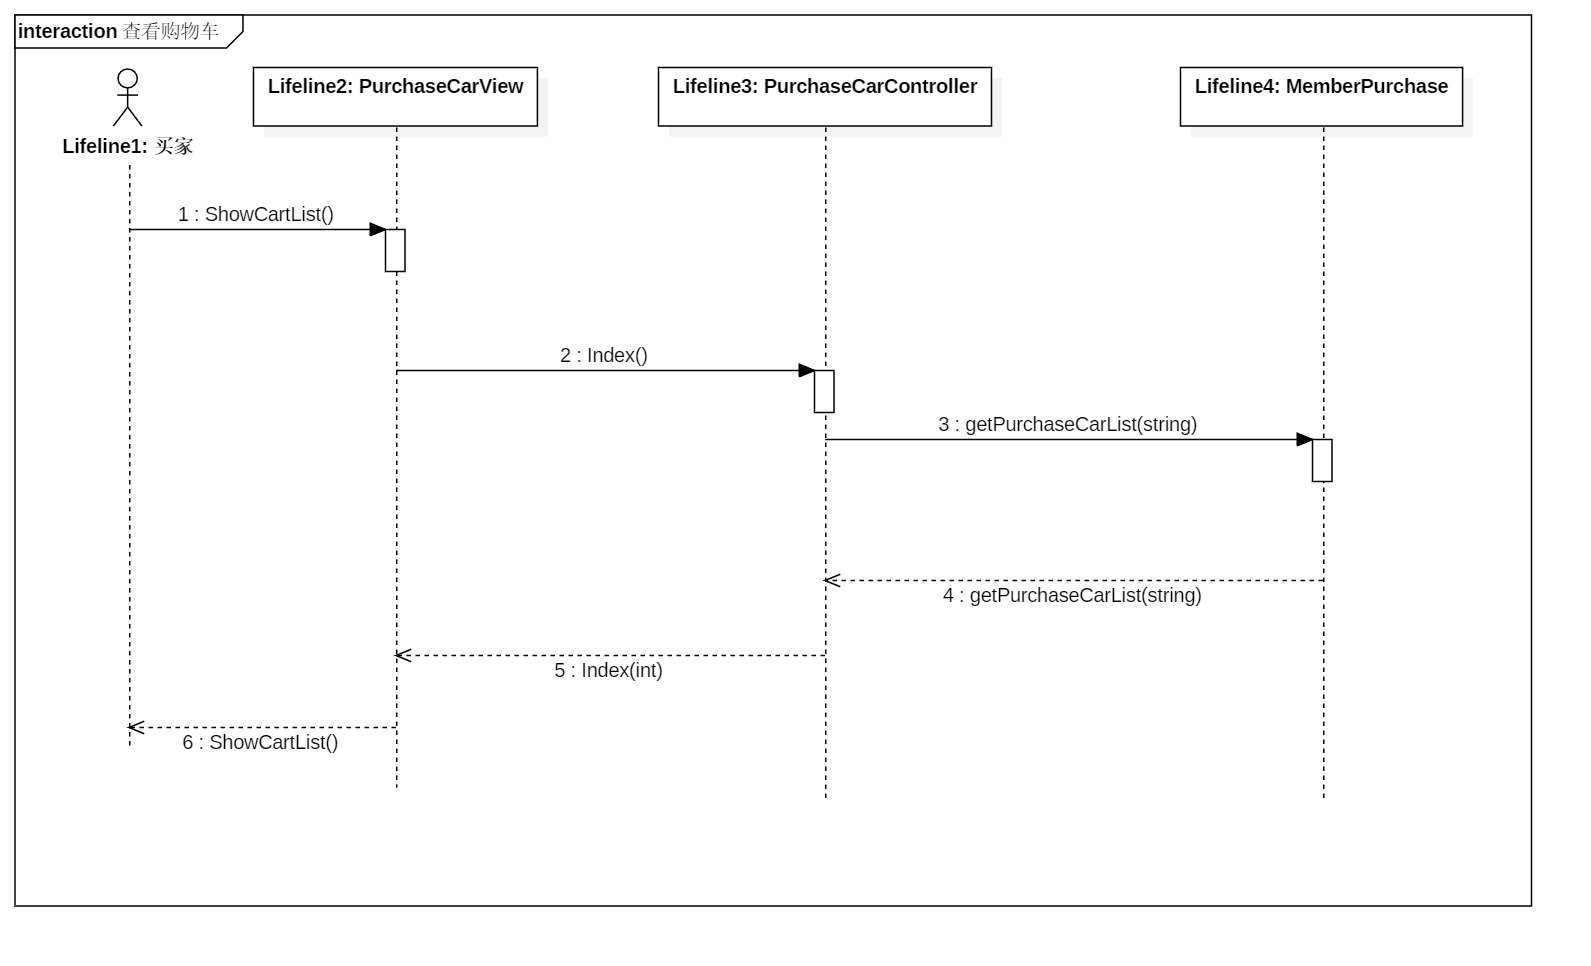 interaction 查看购物车
Lifeline2: PurchaseCarView
Lifeline3: PurchaseCarController
Lifeline4: MemberPurchase
Lifeline1: 买家
1 : ShowCartList()
2 : Index()
3 : getPurchaseCarList(string)
4 : getPurchaseCarList(string)
5 : Index(int)
6 : ShowCartList()